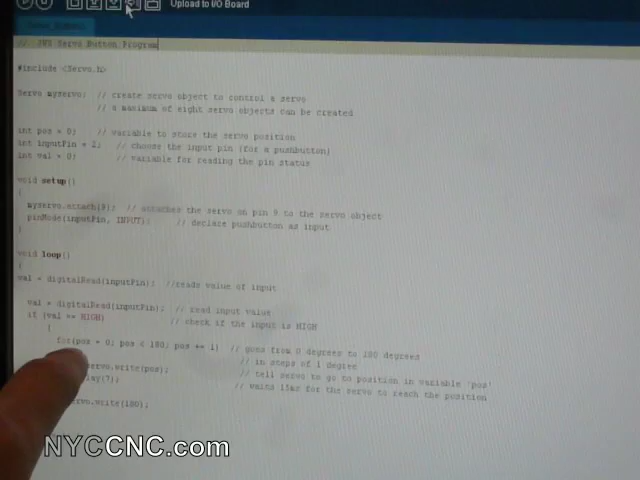 Upload to I/O Board
Servo Button Program
#include <Servo.h>
Servo myservo; // create servo object to control a servo
// a maximum of eight servo objects can be created
int pos = 0; // variable to store the servo position
int inputPin = 2; // choose the input pin (for a pushbutton)
int val = 0; // variable for reading the pin status
void setup()
{
myservo.attach(9); // attaches the servo on pin 9 to the servo object
pinMode(inputPin, INPUT); // declare pushbutton as input
}
void loop()
{
val = digitalRead(inputPin); //reads value of input
val = digitalRead(inputPin); // read input value
if (val == HIGH) // check if the input is HIGH
{
for(pos = 0; pos < 180; pos += 1) // goes from 0 degrees to 180 degrees
// in steps of 1 degree
servo.write(pos); // tell servo to go to position in variable 'pos'
lay(7); // waits 15ms for the servo to reach the position
servo.write(180);
NYCCNC.com